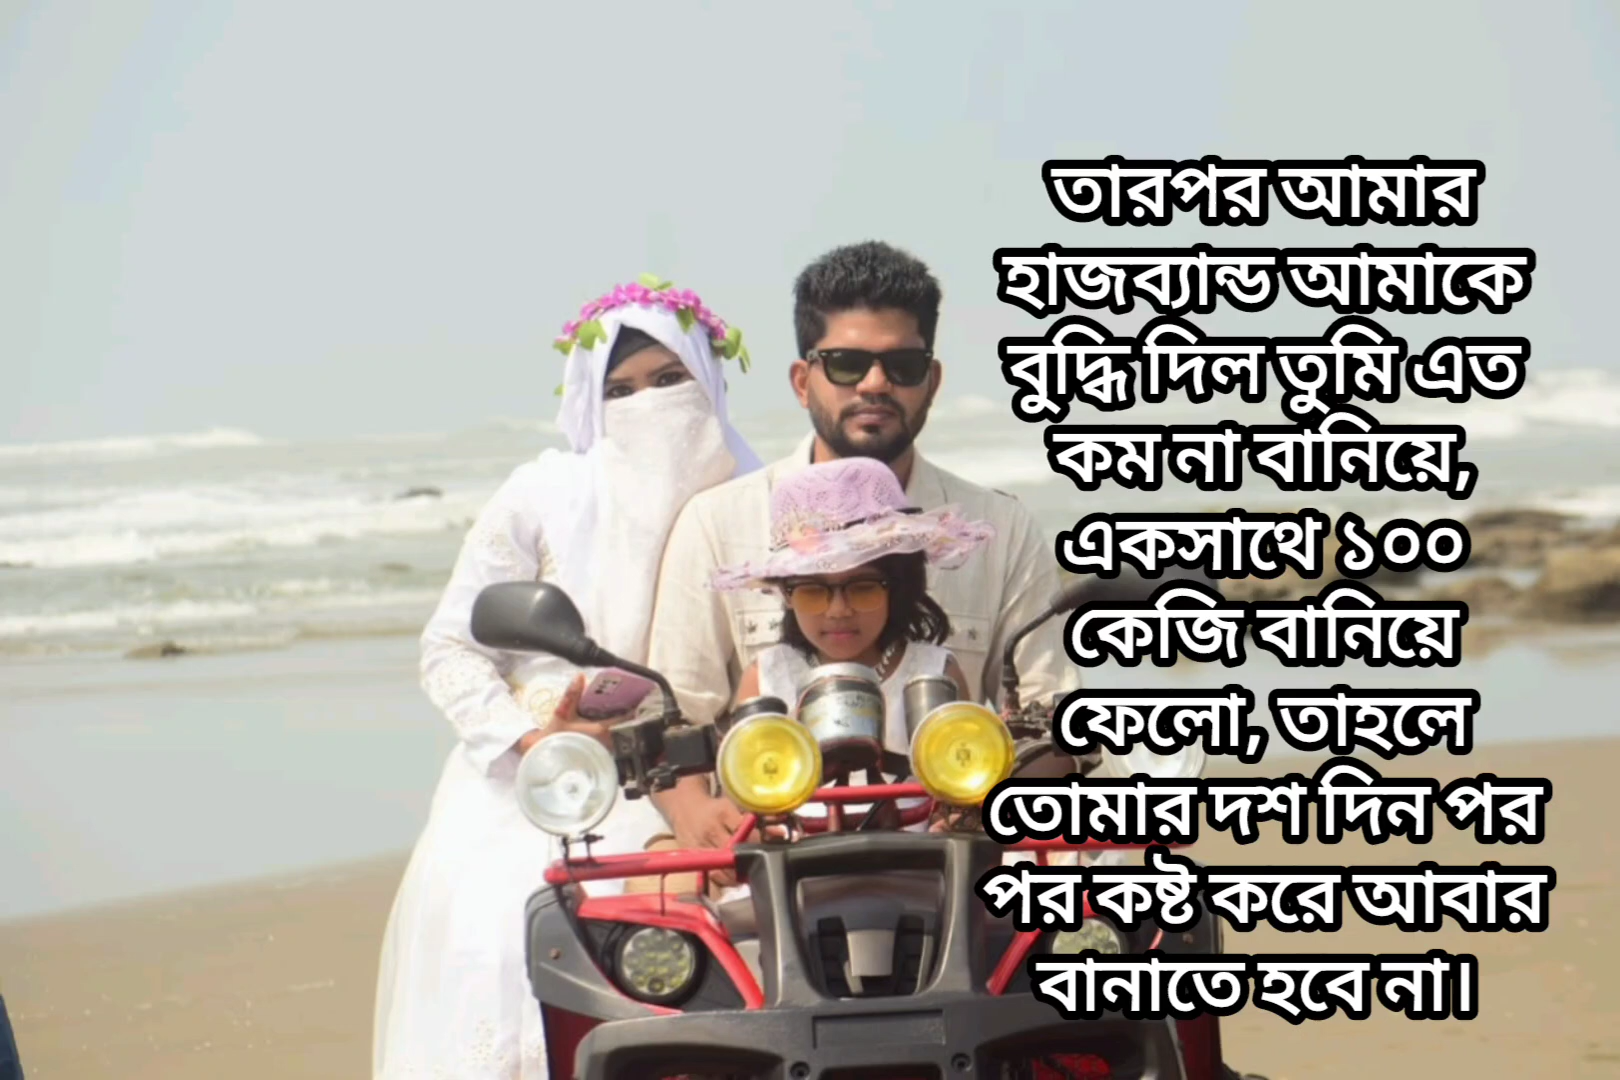 তারপর আমার
হাজব্যান্ড আমাকে
বুদ্ধি দিল তুমি এত
কম না বানিয়ে,
একসাথে ১০০
কেজি বানিয়ে
ফেলো, তাহলে
তোমার দশ দিন পর
পর কষ্ট করে আবার
বানাতে হবে না।